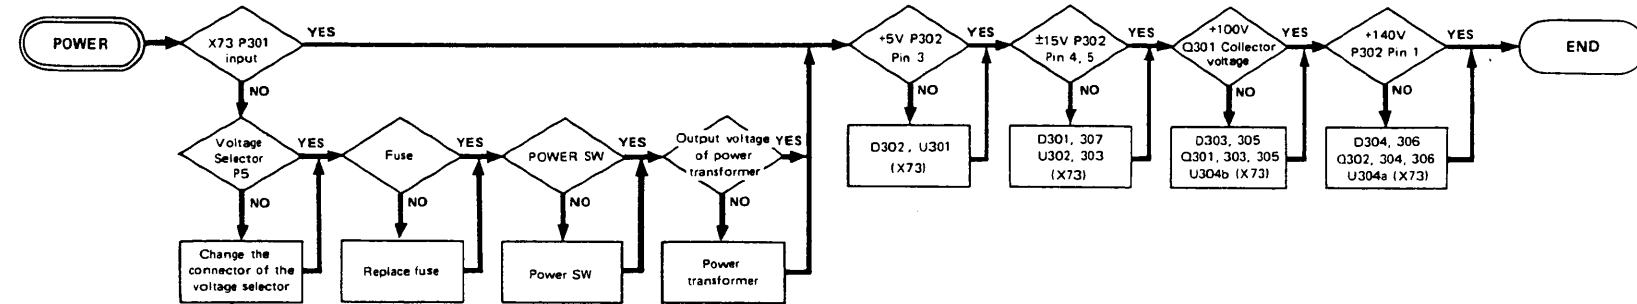 POWER
X73 P301
input
YES
NO
Voltage
Selector
P5
YES
NO
Change the
connector of the
voltage selector
Fuse
YES
NO
Replace fuse
POWER SW
YES
NO
Power SW
Output voltage
of power
transformer
YES
NO
Power
transformer
+5V P302
Pin 3
YES
NO
D302, U301
(X73)
±15V P302
Pin 4, 5
YES
NO
D301, 307
U302, 303
(X73)
+100V
Q301 Collector
voltage
YES
NO
D303, 305
Q301, 303, 305
U304b (X73)
+140V
P302 Pin 1
YES
NO
D304, 306
Q302, 304, 306
U304a (X73)
END